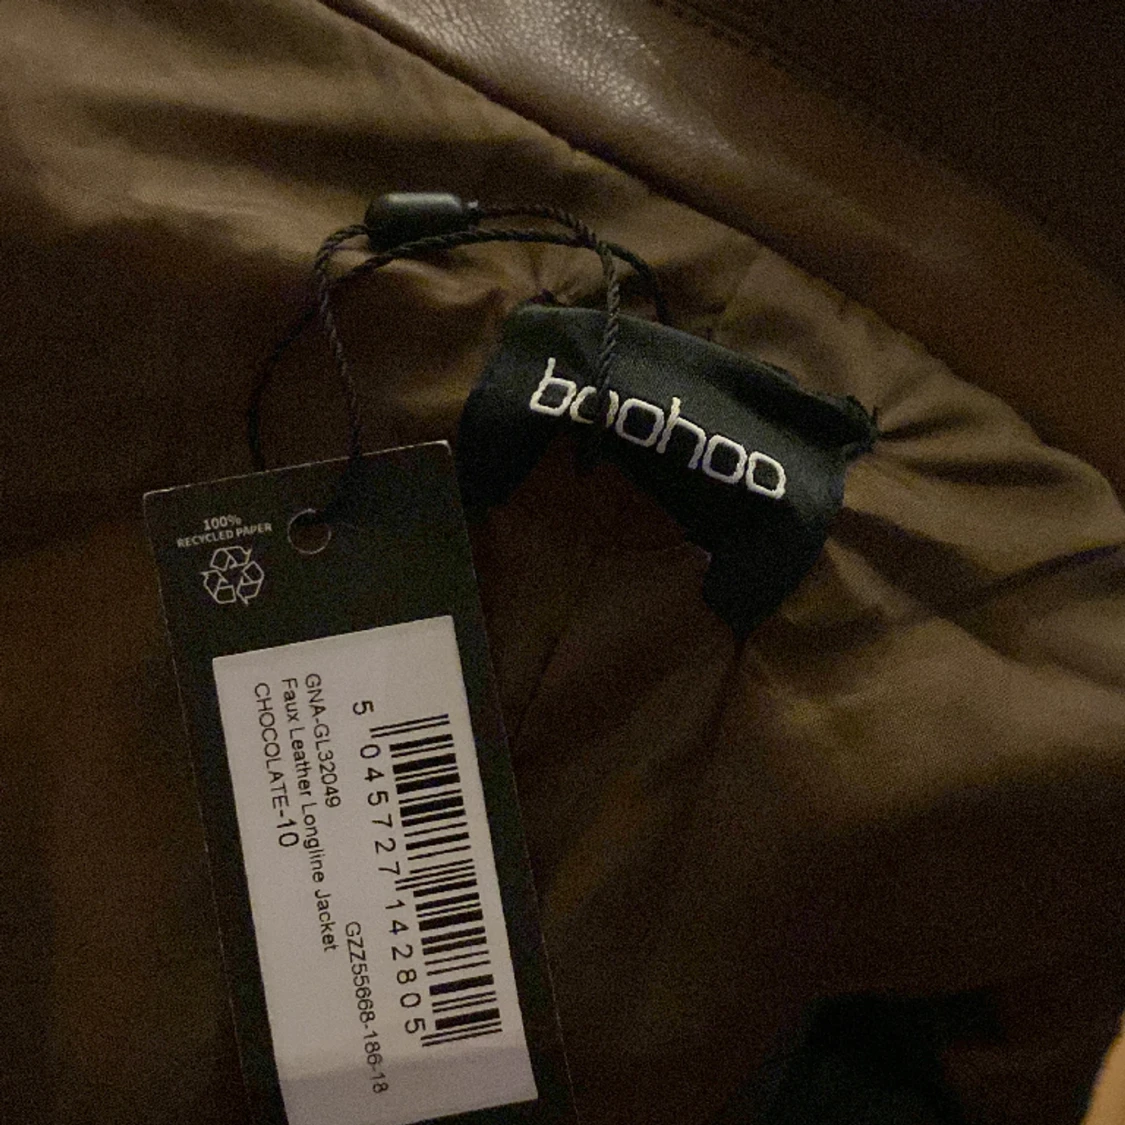 boohoo
100%
RECYCLED PAPER
5 045727 142805
GZZ55668-186-18
GNA-GL32049
Faux Leather Longline Jacket
CHOCOLATE-10